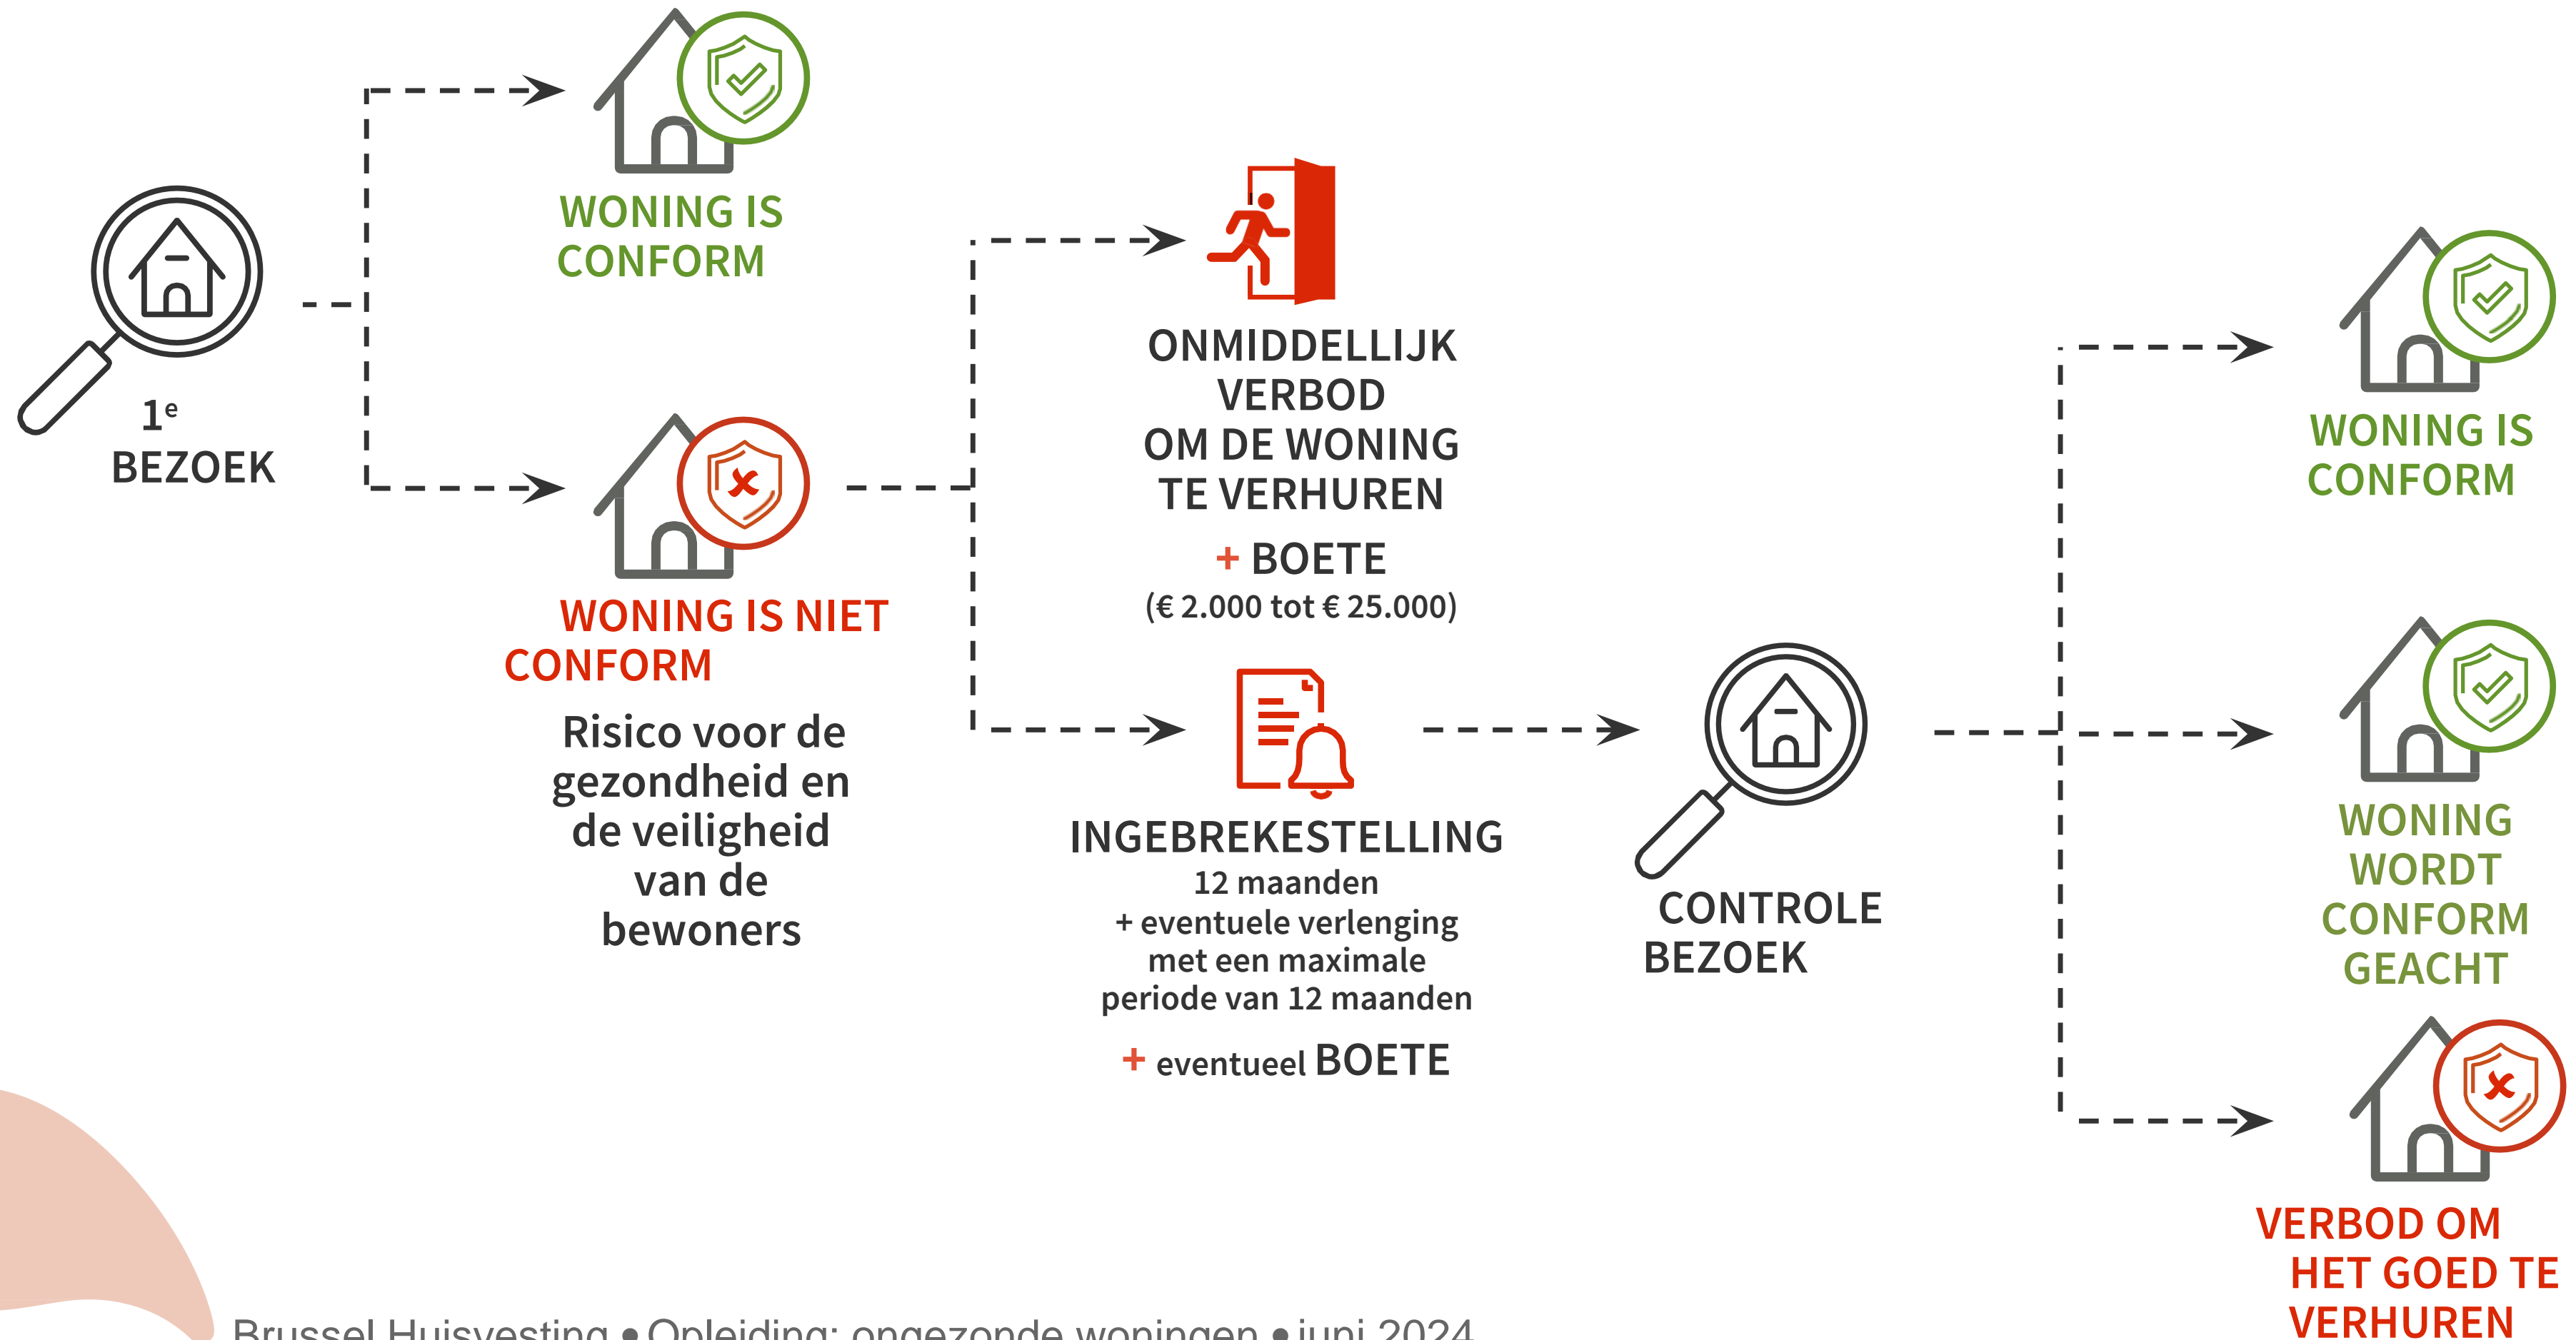 WONING IS
CONFORM
1e
BEZOEK
WONING IS NIET
CONFORM
Risico voor de
gezondheid en
de veiligheid
van de
bewoners
ONMIDDELLIJK
VERBOD
OM DE WONING
TE VERHUREN
+ BOETE
(€ 2.000 tot € 25.000)
INGEBREKESTELLING
12 maanden
+ eventuele verlenging
met een maximale
periode van 12 maanden
+ eventueel BOETE
CONTROLE
BEZOEK
WONING IS
CONFORM
WONING
WORDT
CONFORM
GEACHT
VERBOD OM
HET GOED TE
VERHUREN
Brussel Huisvesting • Opleiding: ongezonde woningen • juni 2024